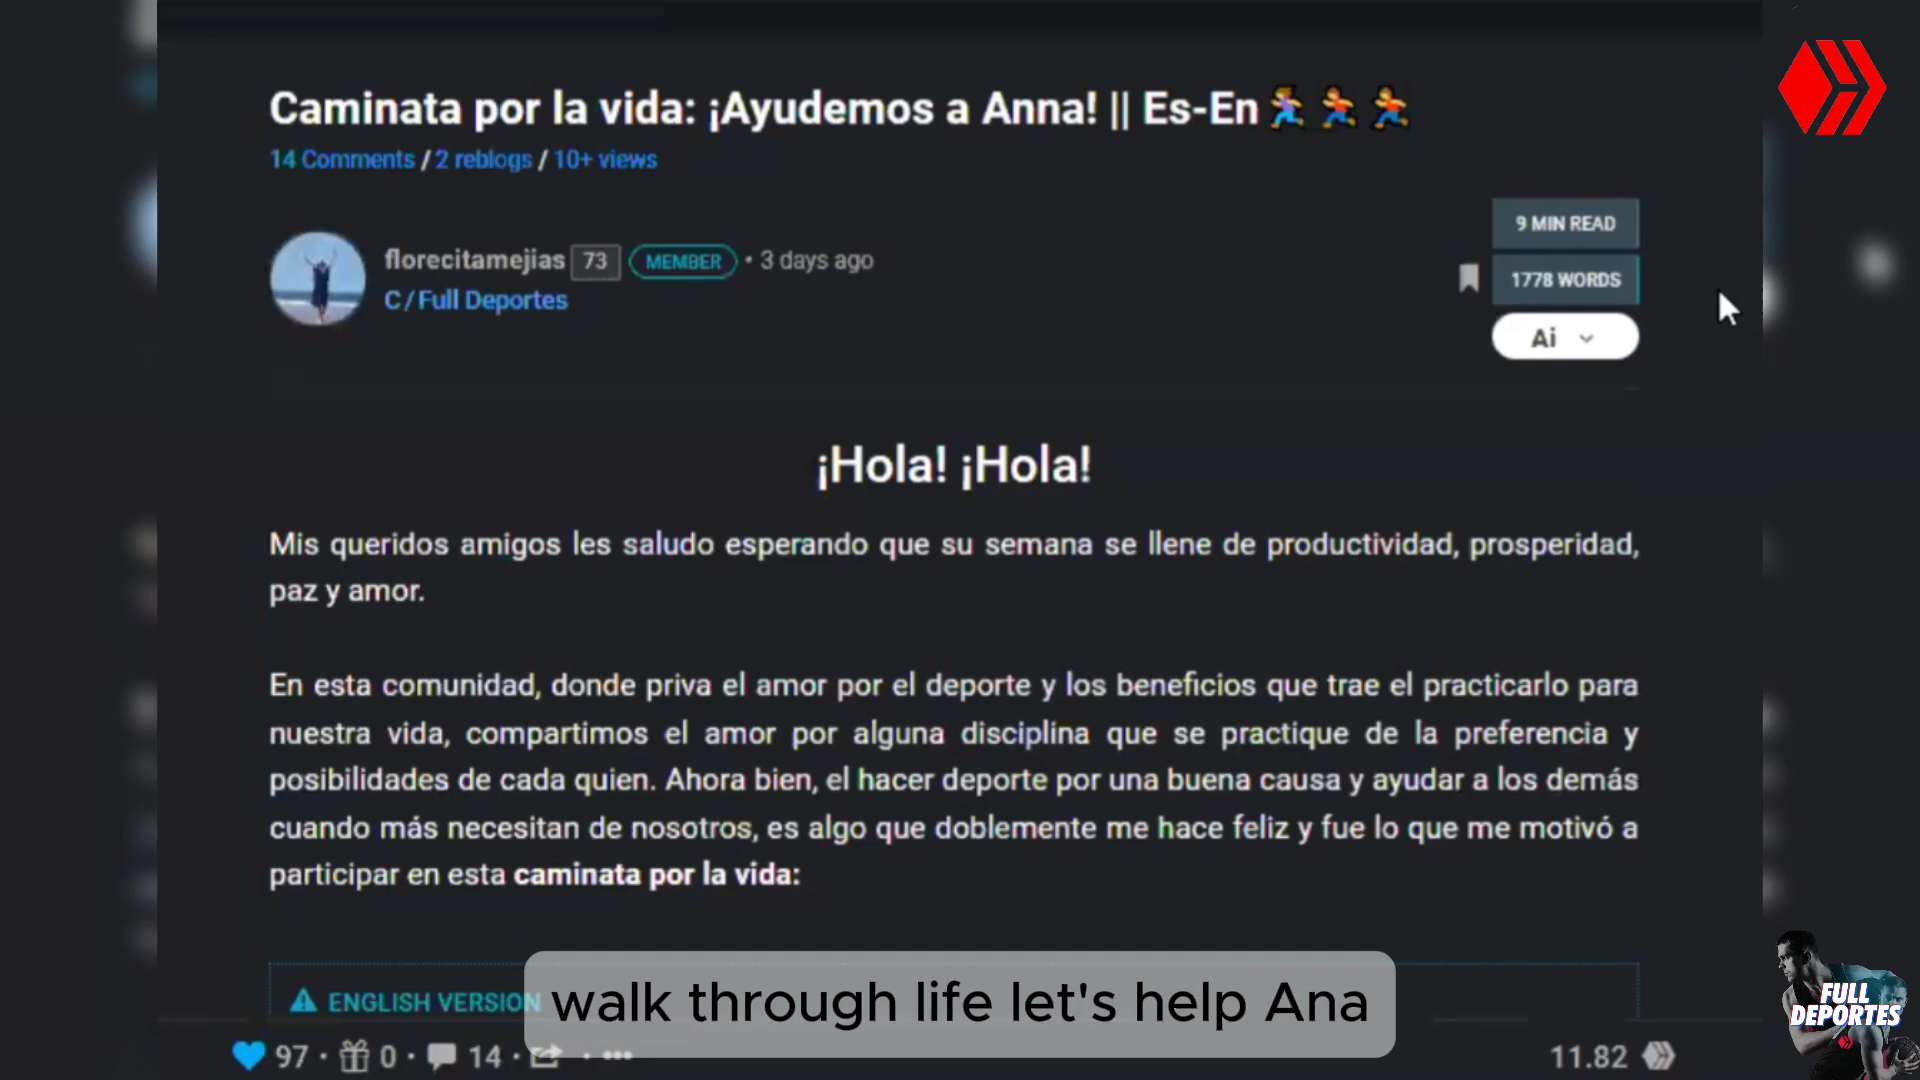 Caminata por la vida: ¡Ayudemos a Anna! || Es-En
14 Comments / 2 reblogs / 10+ views
9 MIN READ
florecitamejias 73 MEMBER • 3 days ago
1778 WORDS
C/Full Deportes
Ai
¡Hola! ¡Hola!
Mis queridos amigos les saludo esperando que su semana se llene de productividad, prosperidad,
paz y amor.
En esta comunidad, donde priva el amor por el deporte y los beneficios que trae el practicarlo para
nuestra vida, compartimos el amor por alguna disciplina que se practique de la preferencia y
posibilidades de cada quien. Ahora bien, el hacer deporte por una buena causa y ayudar a los demás
cuando más necesitan de nosotros, es algo que doblemente me hace feliz y fue lo que me motivó a
participar en esta caminata por la vida:
ENGLISH VERSION
walk through life let's help Ana
97 · 0 · 14 · · •••
11.82
FULL
DEPORTES